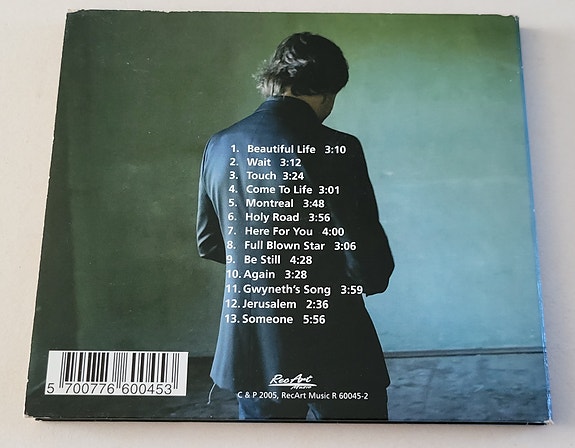 1. Beautiful Life 3:10
2. Wait 3:12
3. Touch 3:24
4. Come To Life 3:01
5. Montreal 3:48
6. Holy Road 3:56
7. Here For You 4:00
8. Full Blown Star 3:06
9. Be Still 4:28
10. Again 3:28
11. Gwyneth's Song 3:59
12. Jerusalem 2:36
13. Someone 5:56
RecArt
Music
C & P 2005, RecArt Music R 60045-2
5 700776 600453